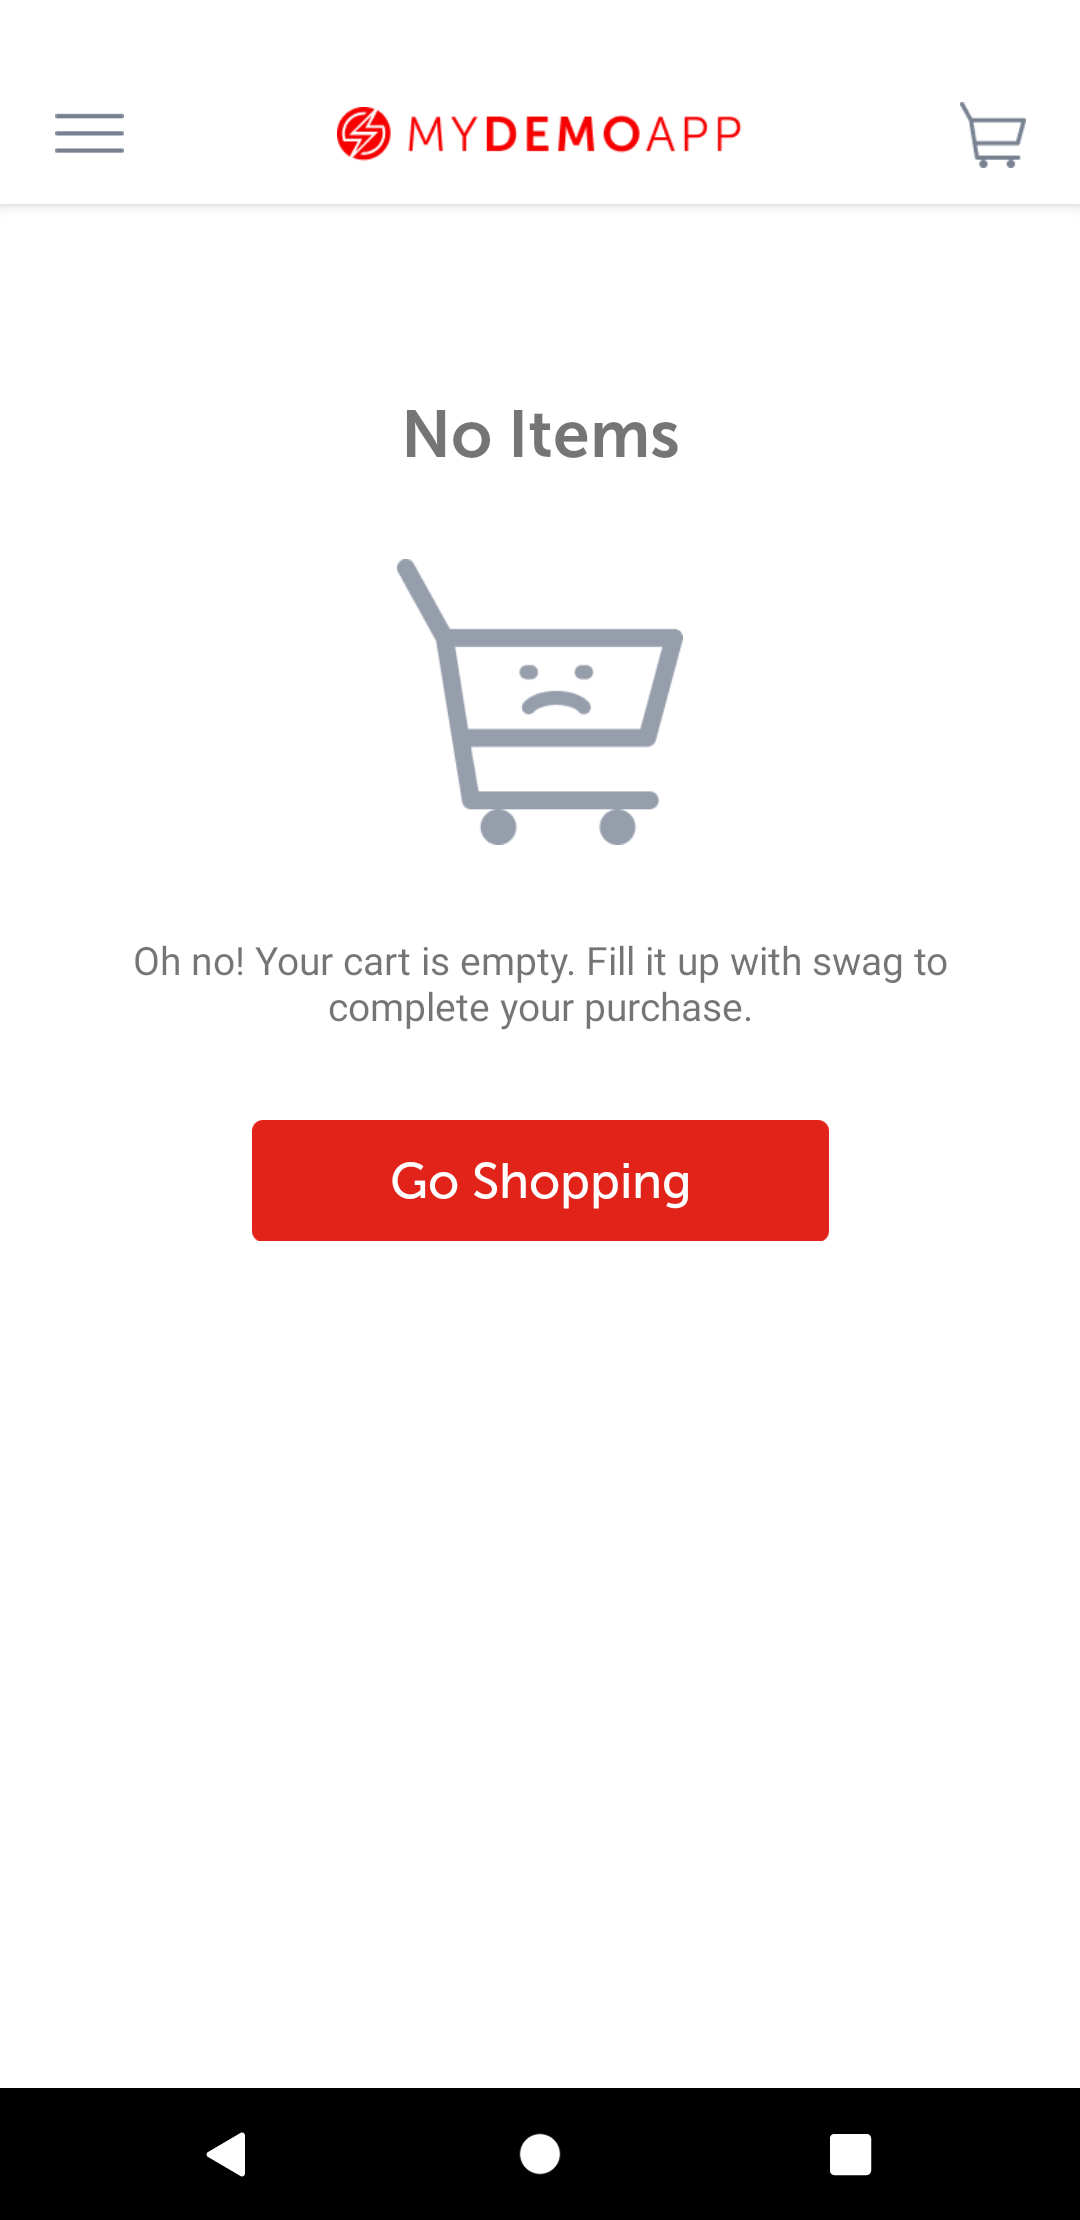 MYDEMOAPP
No Items
Oh no! Your cart is empty. Fill it up with swag to
complete your purchase.
Go Shopping